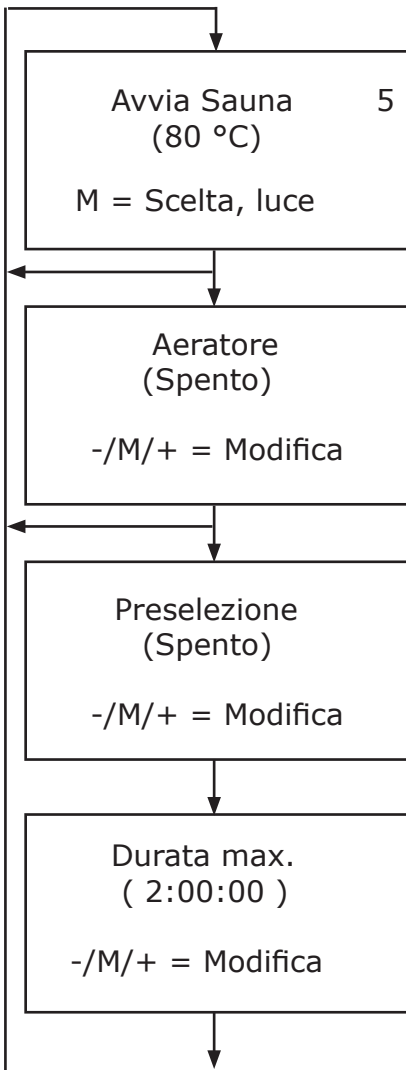 Avvia Sauna 5
(80 °C)
M = Scelta, luce
Aeratore
(Spento)
-/M/+ = Modifica
Preselezione
(Spento)
-/M/+ = Modifica
Durata max.
( 2:00:00 )
-/M/+ = Modifica